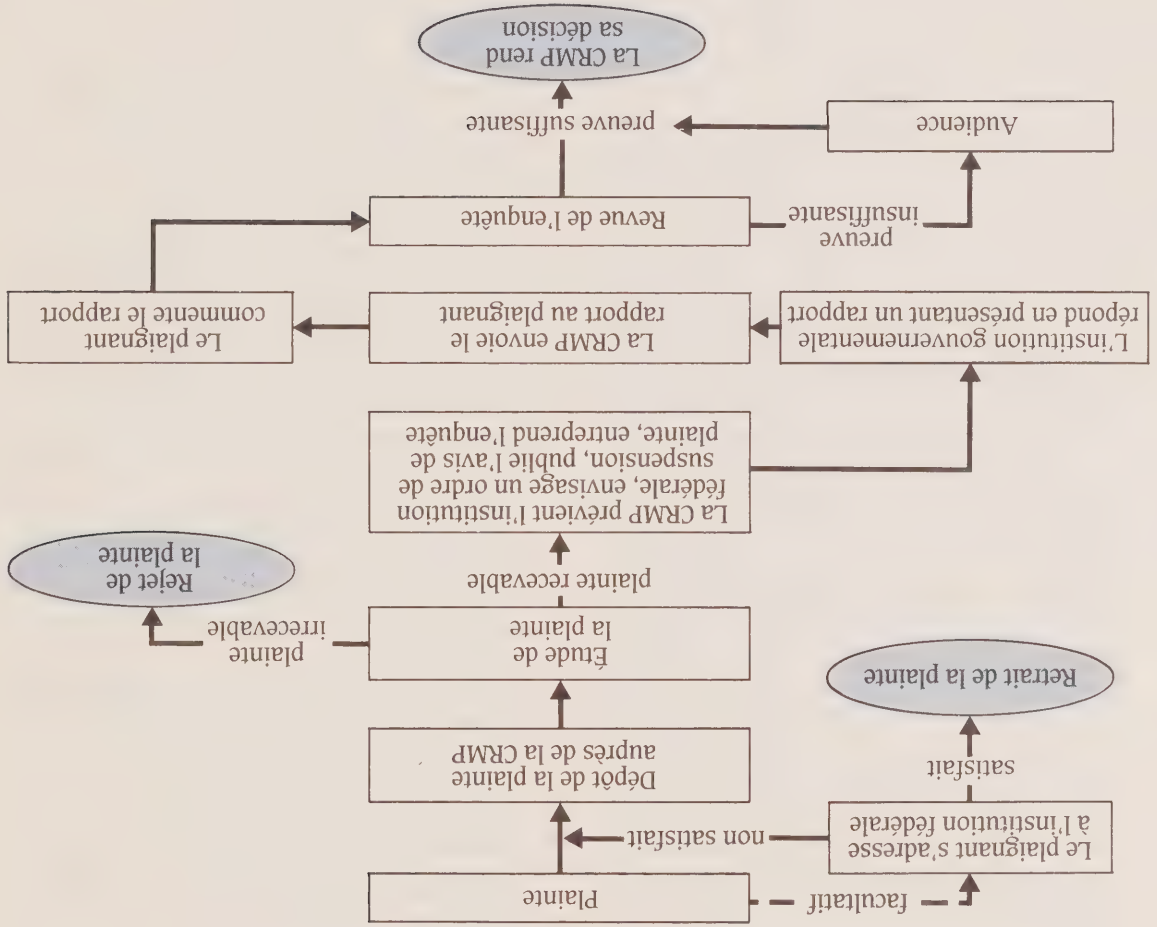 facultatif
Plainte
Le plaignant s'adresse
à l'institution fédérale
non satisfait
satisfait
Retrait de la plainte
Dépôt de la plainte
auprès de la CRMP
Étude de
la plainte
plainte
irrecevable
Rejet de
la plainte
plainte recevable
La CRMP prévient l'institution
fédérale, envisage un ordre de
suspension, publie l'avis de
plainte, entreprend l'enquête
L'institution gouvernementale
répond en présentant un rapport
La CRMP envoie le
rapport au plaignant
Le plaignant
commente le rapport
Revue de l'enquête
preuve
insuffisante
Audience
preuve suffisante
La CRMP rend
sa décision